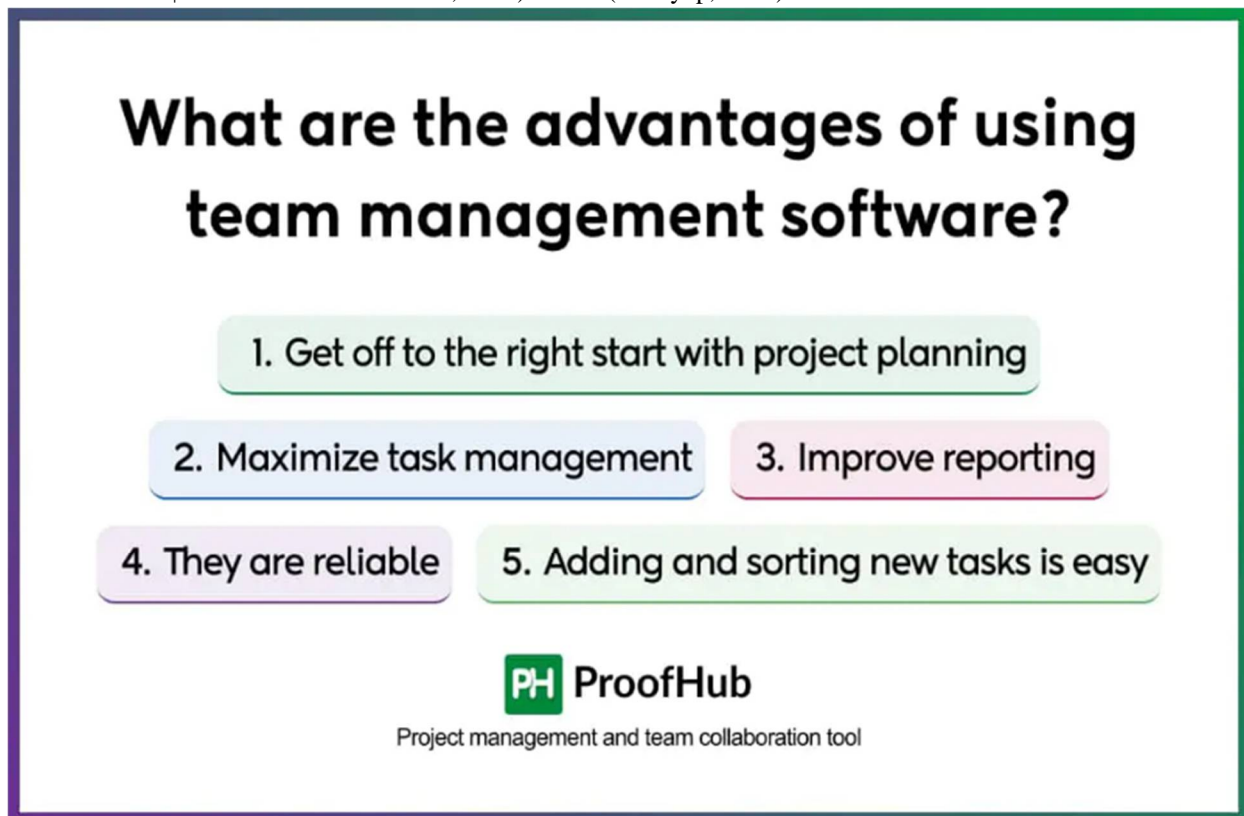 What are the advantages of using
team management software?
1. Get off to the right start with project planning
2. Maximize task management
3. Improve reporting
4. They are reliable
5. Adding and sorting new tasks is easy
PH ProofHub
Project management and team collaboration tool